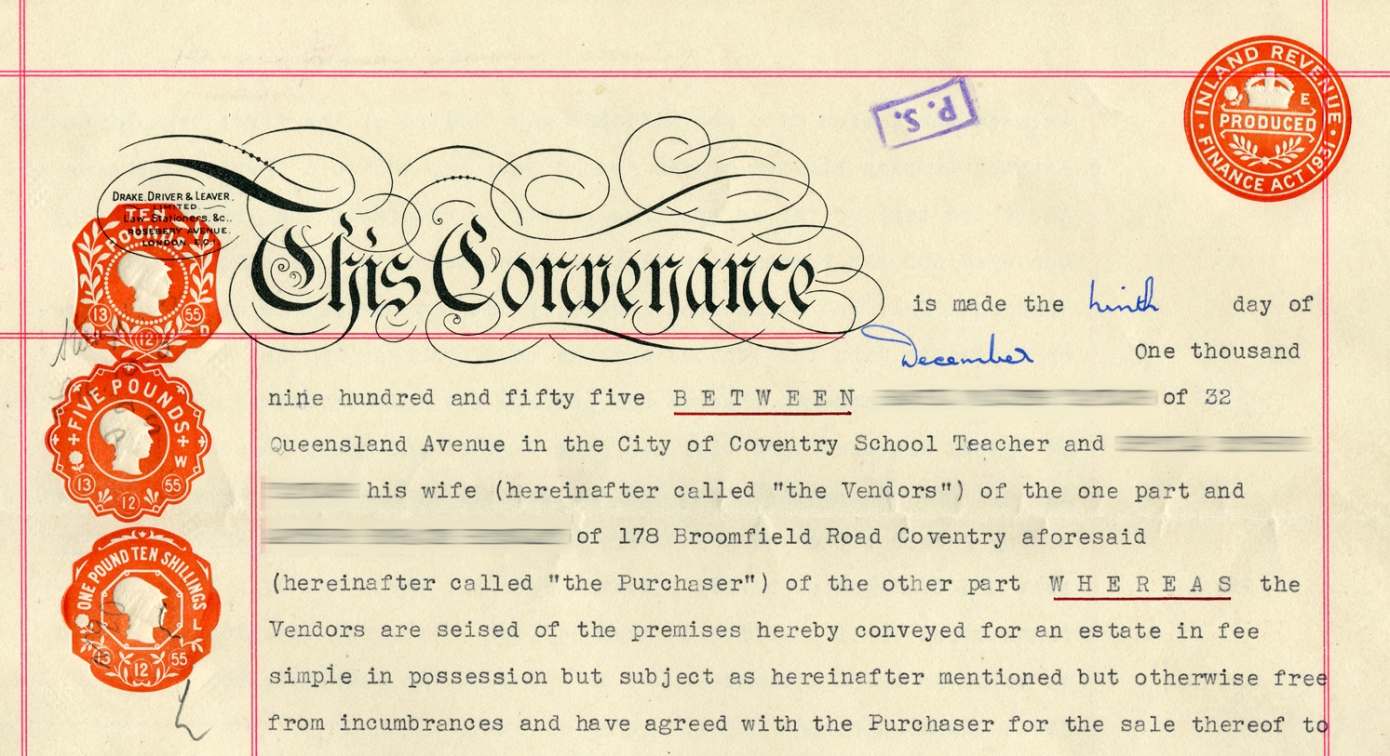 INLAND REVENUE
E
PRODUCED
FINANCE ACT 1931
P. S.
DRAKE, DRIVER & LEAVER,
LIMITED.
Law Stationers, &c.,
ROSEBERY AVENUE,
LONDON, E.C.1.
TEN
POUNDS
13 55
12 D
This Conveyance is made the ninth day of
December One thousand
nine hundred and fifty five BETWEEN of 32
FIVE POUNDS
W
13 55
12
Queensland Avenue in the City of Coventry School Teacher and
his wife (hereinafter called "the Vendors") of the one part and
of 178 Broomfield Road Coventry aforesaid
ONE POUND TEN SHILLINGS
L
13 55
12
(hereinafter called "the Purchaser") of the other part WHEREAS the
Vendors are seised of the premises hereby conveyed for an estate in fee
simple in possession but subject as hereinafter mentioned but otherwise free
from incumbrances and have agreed with the Purchaser for the sale thereof to